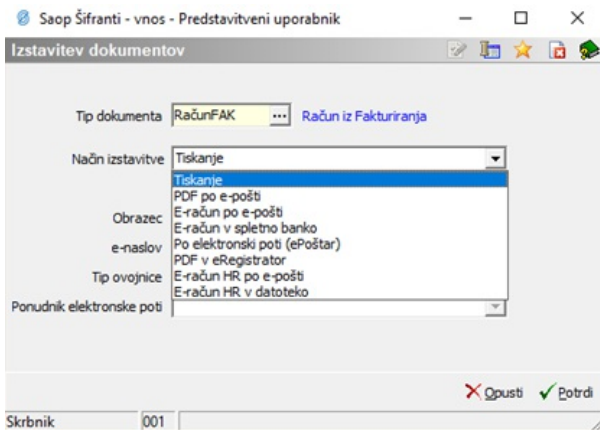 Saop Šifranti - vnos - Predstavitveni uporabnik
Izstavitev dokumentov
Tip dokumenta RačunFAK ... Račun iz Fakturiranja
Način izstavitve Tiskanje
Tiskanje
PDF po e-pošti
E-račun po e-pošti
Obrazec
E-račun v spletno banko
e-naslov
Po elektronski poti (ePoštar)
PDF v eRegistrator
Tip ovojnice
E-račun HR po e-pošti
E-račun HR v datoteko
Ponudnik elektronske poti
Opusti Potrdi
Skrbnik 001